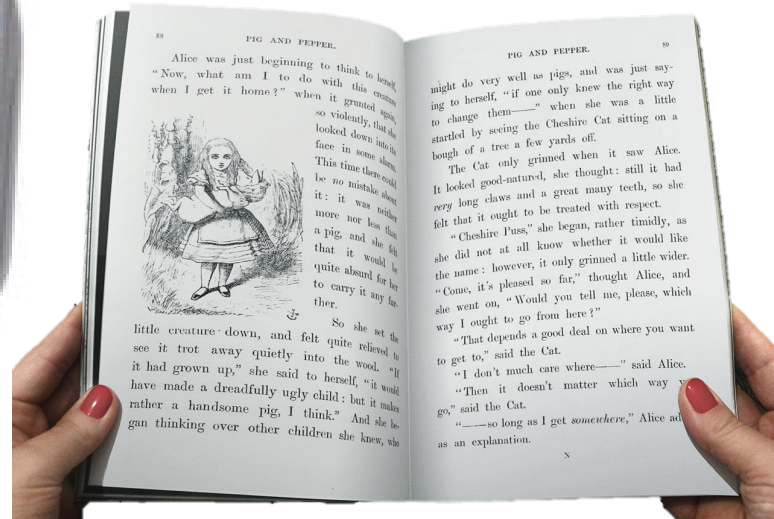 88
PIG AND PEPPER.
Alice was just beginning to think to herself,
"Now, what am I to do with this creature
when I get it home?" when it grunted again,
so violently, that she
looked down into its
face in some alarm.
This time there could
be no mistake about
it: it was neither
more nor less than
a pig, and she felt
that it would be
quite absurd for her
to carry it any fur-
ther.
So she set the
little creature down, and felt quite relieved to
see it trot away quietly into the wood. "If
it had grown up," she said to herself, "it would
have made a dreadfully ugly child: but it makes
rather a handsome pig, I think." And she be-
gan thinking over other children she knew, who
PIG AND PEPPER.
89
might do very well as pigs, and was just say-
ing to herself, "if one only knew the right way
to change them——" when she was a little
startled by seeing the Cheshire Cat sitting on a
bough of a tree a few yards off.
The Cat only grinned when it saw Alice.
It looked good-natured, she thought: still it had
very long claws and a great many teeth, so she
felt that it ought to be treated with respect.
"Cheshire Puss," she began, rather timidly, as
she did not at all know whether it would like
the name: however, it only grinned a little wider.
"Come, it's pleased so far," thought Alice, and
she went on, "Would you tell me, please, which
way I ought to go from here?"
"That depends a good deal on where you want
to get to," said the Cat.
"I don't much care where——" said Alice.
"Then it doesn't matter which way
go," said the Cat.
"——so long as I get somewhere," Alice
as an explanation.
N